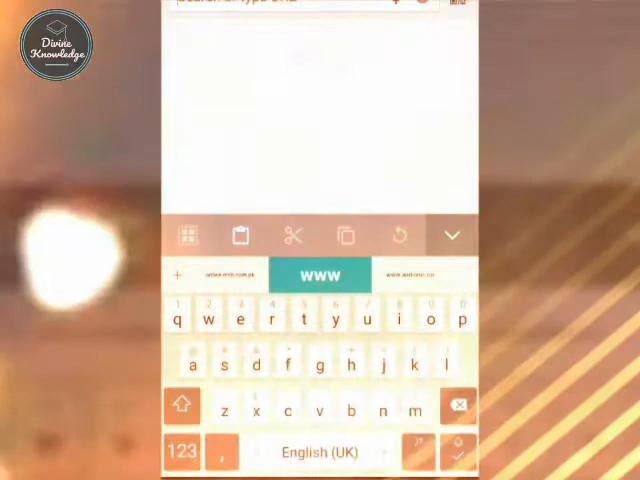 Divine
Knowledge
www
1 2 3 4 5 6 7 8 9 0
q w e r t y u i o p
a s d f g h j k l
z x c v b n m
123 , English (UK)